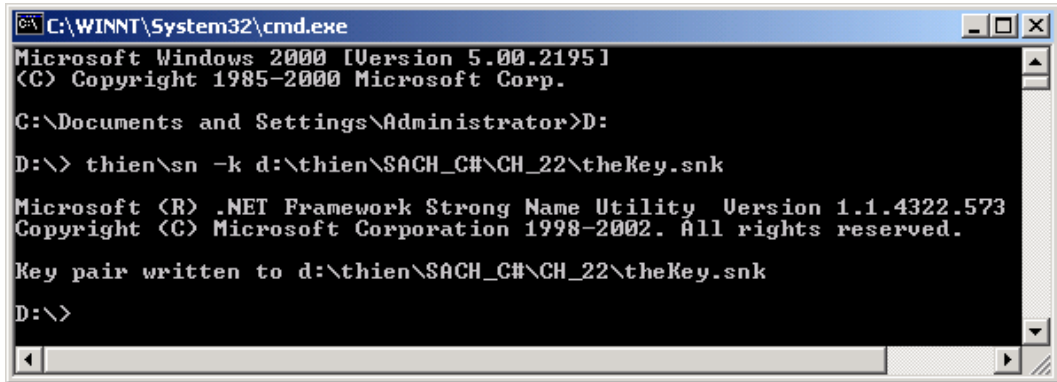 C:\WINNT\System32\cmd.exe
Microsoft Windows 2000 [Version 5.00.2195]
(C) Copyright 1985-2000 Microsoft Corp.
C:\Documents and Settings\Administrator>D:
D:\> thien\sn -k d:\thien\SACH_C#\CH_22\theKey.snk
Microsoft (R) .NET Framework Strong Name Utility  Version 1.1.4322.573
Copyright (C) Microsoft Corporation 1998-2002. All rights reserved.
Key pair written to d:\thien\SACH_C#\CH_22\theKey.snk
D:\>